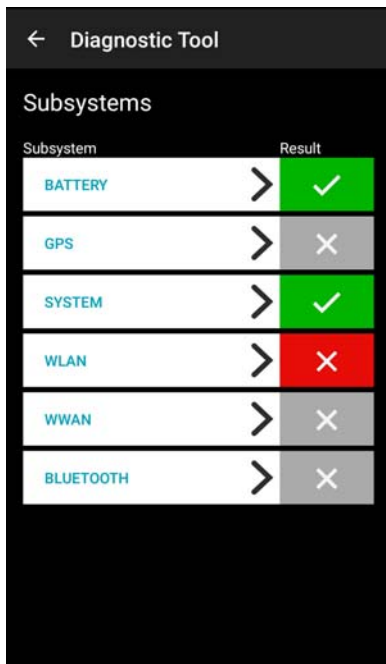 Diagnostic Tool
Subsystems
Subsystem Result
BATTERY
GPS
SYSTEM
WLAN
WWAN
BLUETOOTH